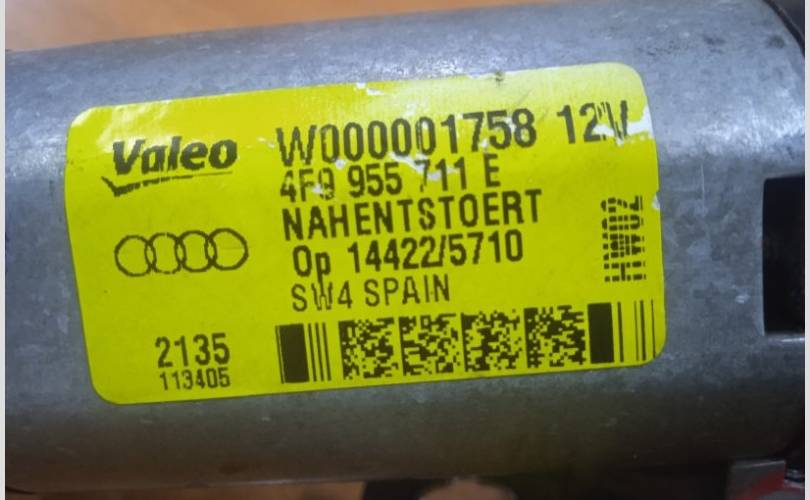 Valeo
W000001758 12V
4F9 955 711 E
NAHENTSTOERT
Op 14422/5710
SW4 SPAIN
HW02
2135
113405